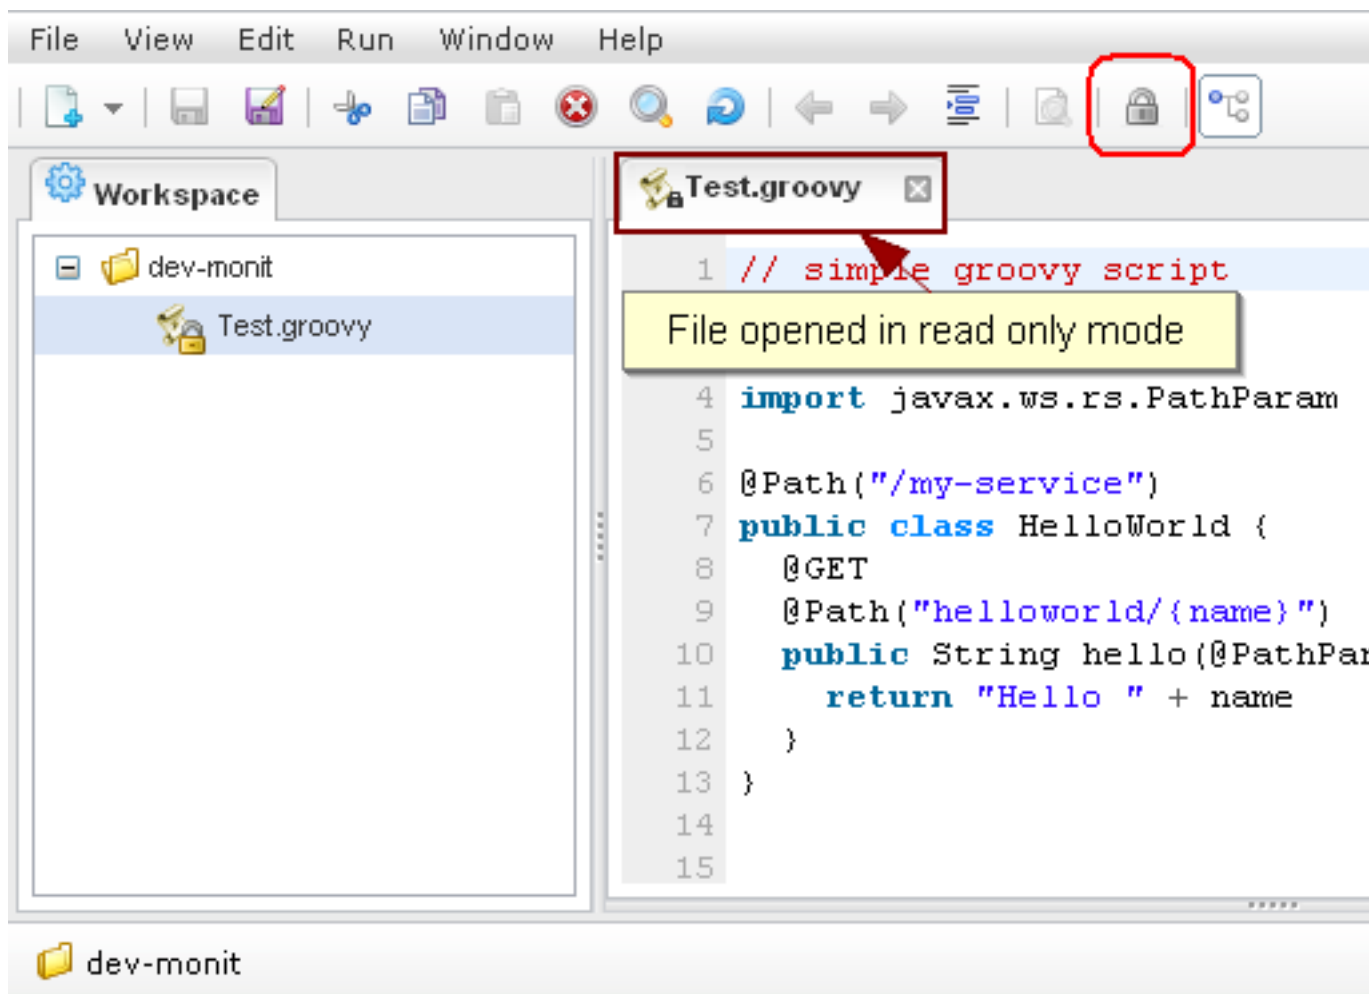 File View Edit Run Window Help
Workspace
dev-monit
Test.groovy
Test.groovy
1 // simple groovy script
File opened in read only mode
4 import javax.ws.rs.PathParam
5
6 @Path("/my-service")
7 public class HelloWorld {
8 @GET
9 @Path("helloworld/{name}")
10 public String hello(@PathPar
11 return "Hello " + name
12 }
13 }
14
15
dev-monit